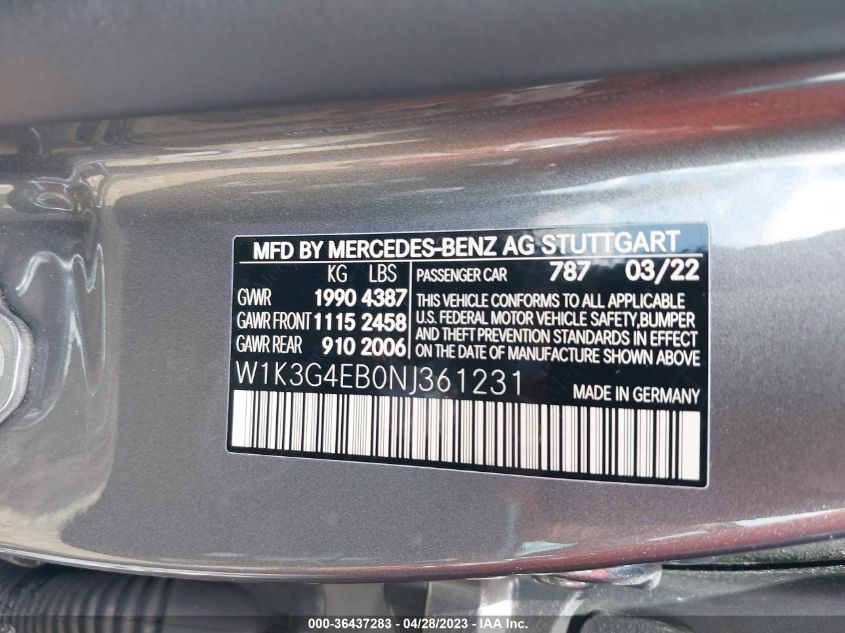 MFD BY MERCEDES-BENZ AG STUTTGART
KG LBS
GVWR 1990 4387
GAWR FRONT 1115 2458
GAWR REAR 910 2006
PASSENGER CAR 787 03/22
THIS VEHICLE CONFORMS TO ALL APPLICABLE
U.S. FEDERAL MOTOR VEHICLE SAFETY,BUMPER
AND THEFT PREVENTION STANDARDS IN EFFECT
ON THE DATE OF MANUFACTURE SHOWN ABOVE
W1K3G4EB0NJ361231
MADE IN GERMANY
000-36437283 - 04/28/2023 - IAA Inc.